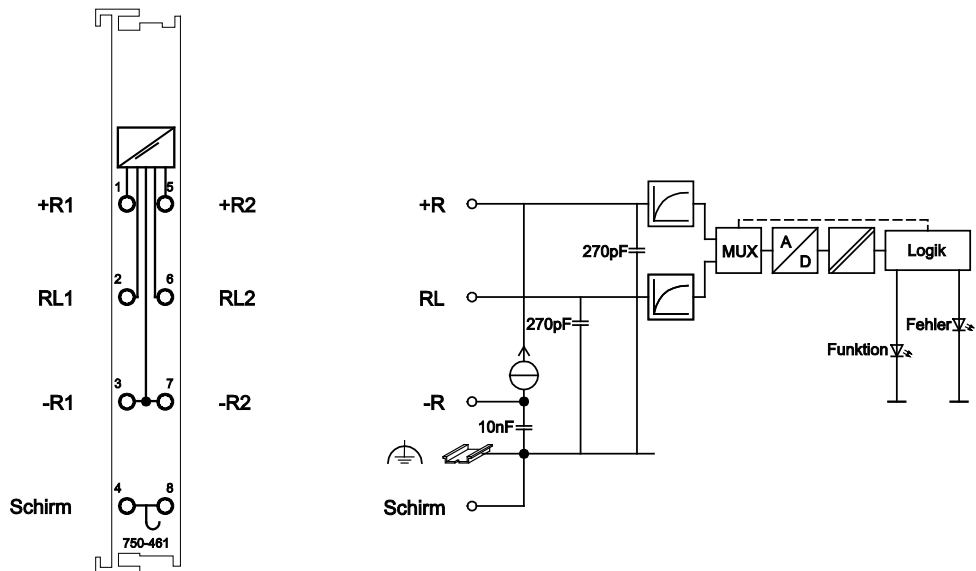 1 5
+R1 +R2
2 6
RL1 RL2
3 7
-R1 -R2
4 8
Schirm
750-461
+R
270pF
MUX
A
D
Logik
RL
270pF
Fehler
Funktion
-R
10nF
Schirm